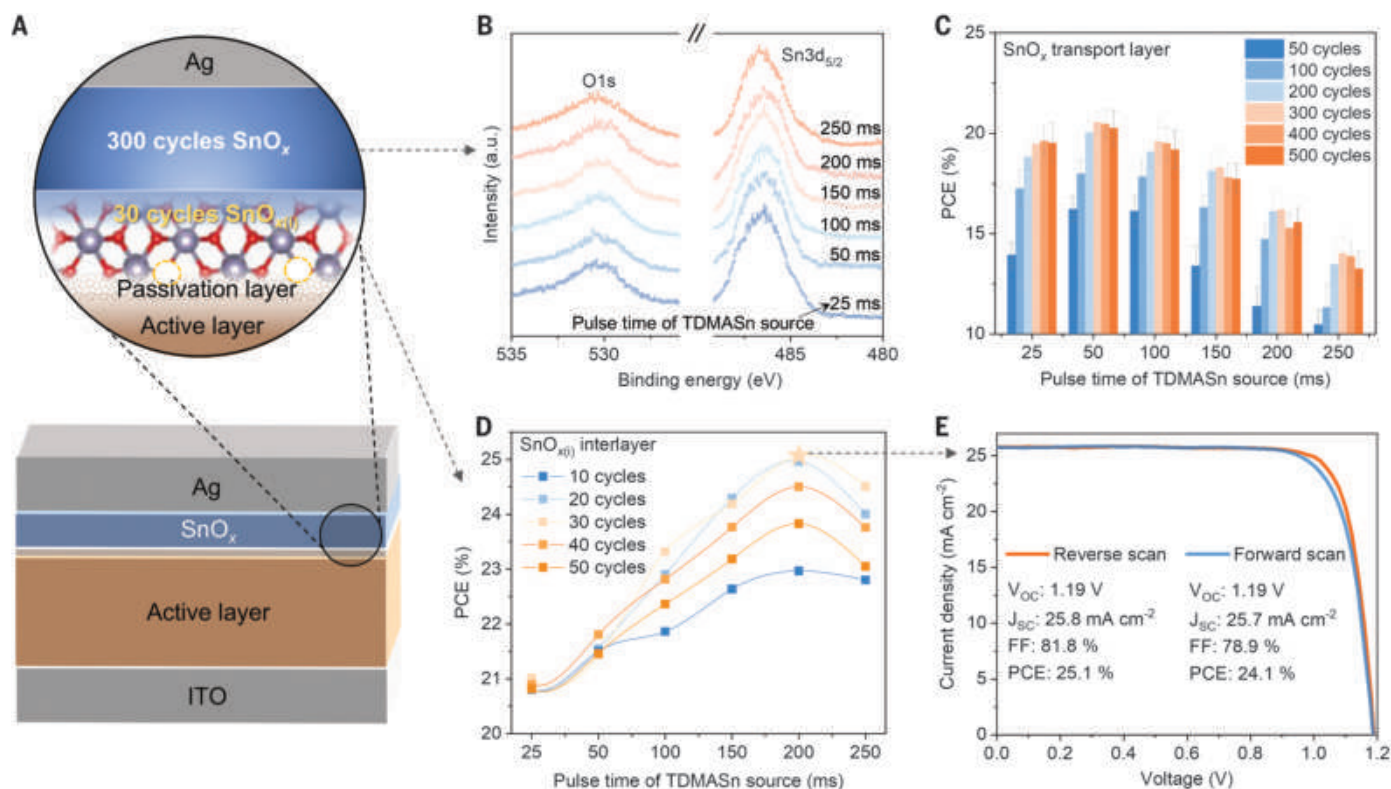 A
Ag
300 cycles SnOx
30 cycles SnOx(i)
Passivation layer
Active layer
Ag
SnOx
Active layer
ITO
B
//
O1s
Sn3d5/2
250 ms
200 ms
150 ms
100 ms
50 ms
25 ms
Pulse time of TDMASn source
Intensity (a.u.)
535 530 485 480
Binding energy (eV)
C
SnOx transport layer
50 cycles
100 cycles
200 cycles
300 cycles
400 cycles
500 cycles
PCE (%)
25
20
15
10
25 50 100 150 200 250
Pulse time of TDMASn source (ms)
D
SnOx(i) interlayer
10 cycles
20 cycles
30 cycles
40 cycles
50 cycles
PCE (%)
25
24
23
22
21
20
25 50 100 150 200 250
Pulse time of TDMASn source (ms)
E
Current density (mA cm-2)
25
20
15
10
5
0
Reverse scan Forward scan
VOC: 1.19 V VOC: 1.19 V
JSC: 25.8 mA cm-2 JSC: 25.7 mA cm-2
FF: 81.8 % FF: 78.9 %
PCE: 25.1 % PCE: 24.1 %
0.0 0.2 0.4 0.6 0.8 1.0 1.2
Voltage (V)